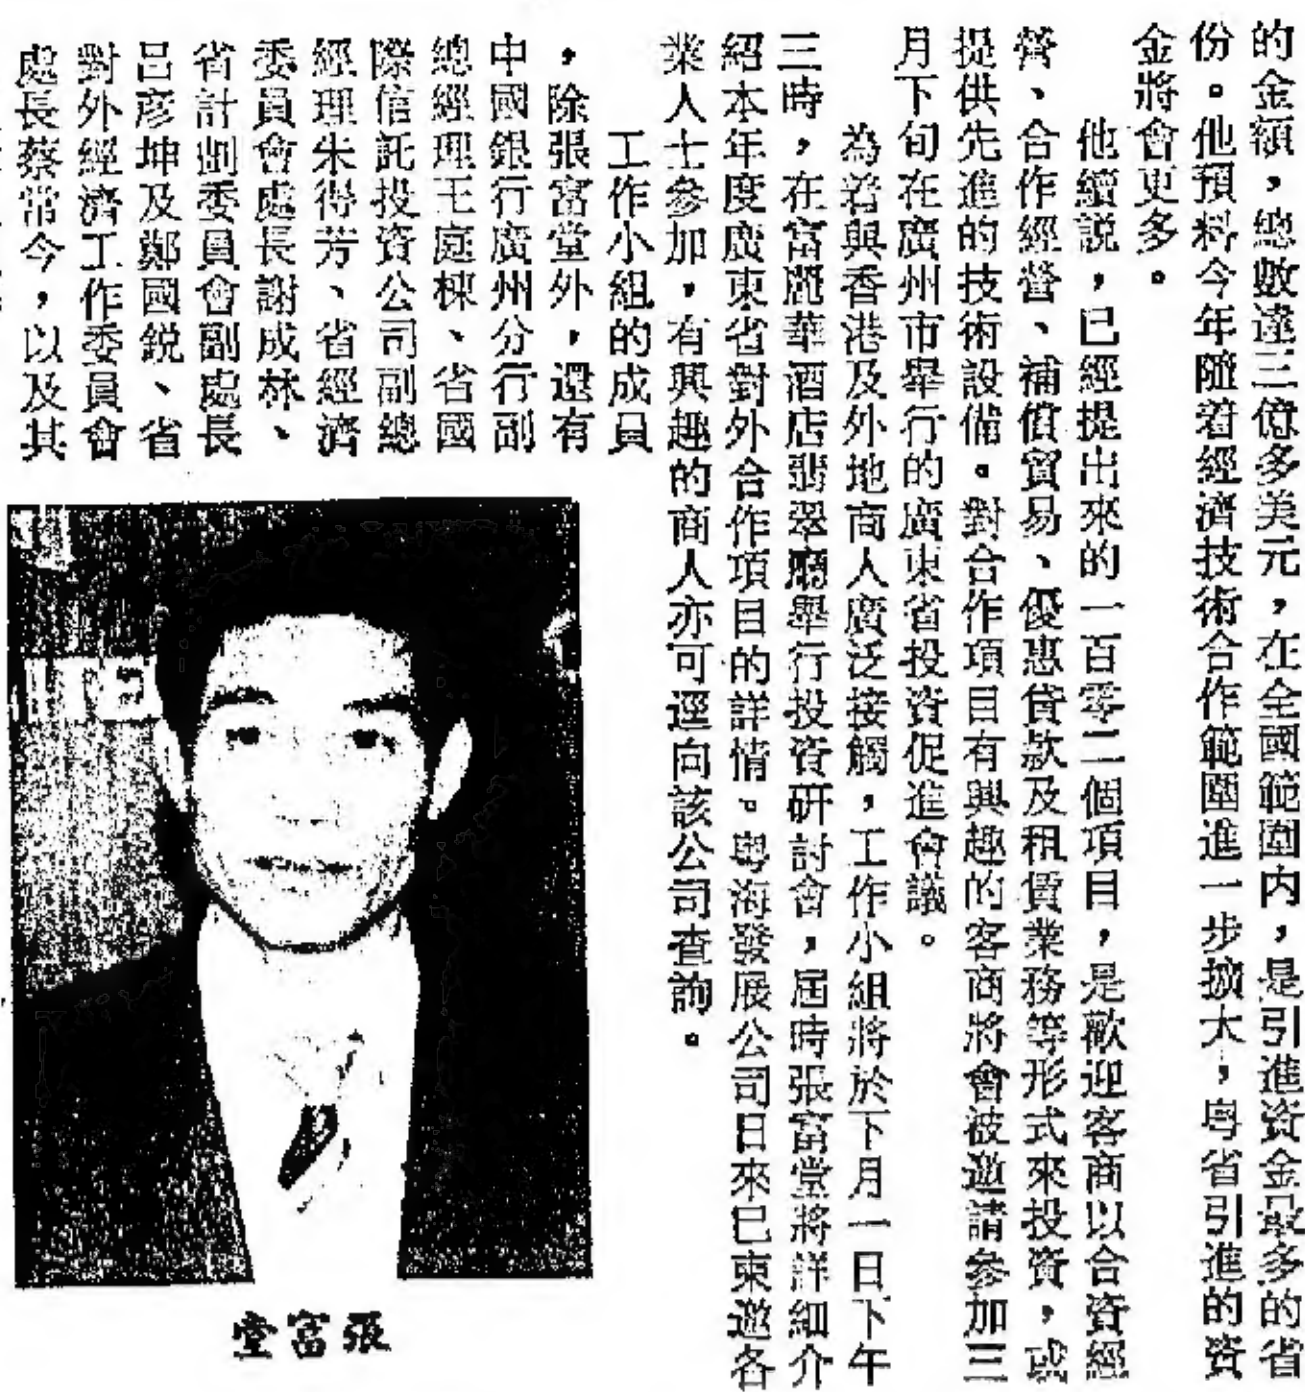 的金額，總數達三億多美元，在全國範圍内，是引進資金最多的省
份。他預料今年隨着經濟技術合作範圍進一步擴大，粵省引進的資
金將會更多。
他續説，已經提出來的一百零二個項目，是歡迎客商以合資經
營、合作經營、補償貿易、優惠貸款及租賃業務等形式來投資，或
提供先進的技術設備。對合作項目有興趣的客商將會被邀請參加三
月下旬在廣州市舉行的廣東省投資促進會議。
為着與香港及外地商人廣泛接觸，工作小組將於下月一日下午
三時，在富麗華酒店翡翠廳舉行投資研討會，屆時張富堂將詳細介
紹本年度廣東省對外合作項目的詳情。粵海發展公司日來已柬邀各
業人士參加，有興趣的商人亦可逕向該公司查詢。
工作小組的成員
，除張富堂外，還有
中國銀行廣州分行副
總經理王庭棟、省國
際信託投資公司副總
經理朱得芳、省經濟
委員會處長謝成林、
省計劃委員會副處長
呂彥坤及鄭國鋭、省
對外經濟工作委員會
處長蔡常今，以及其
張富堂